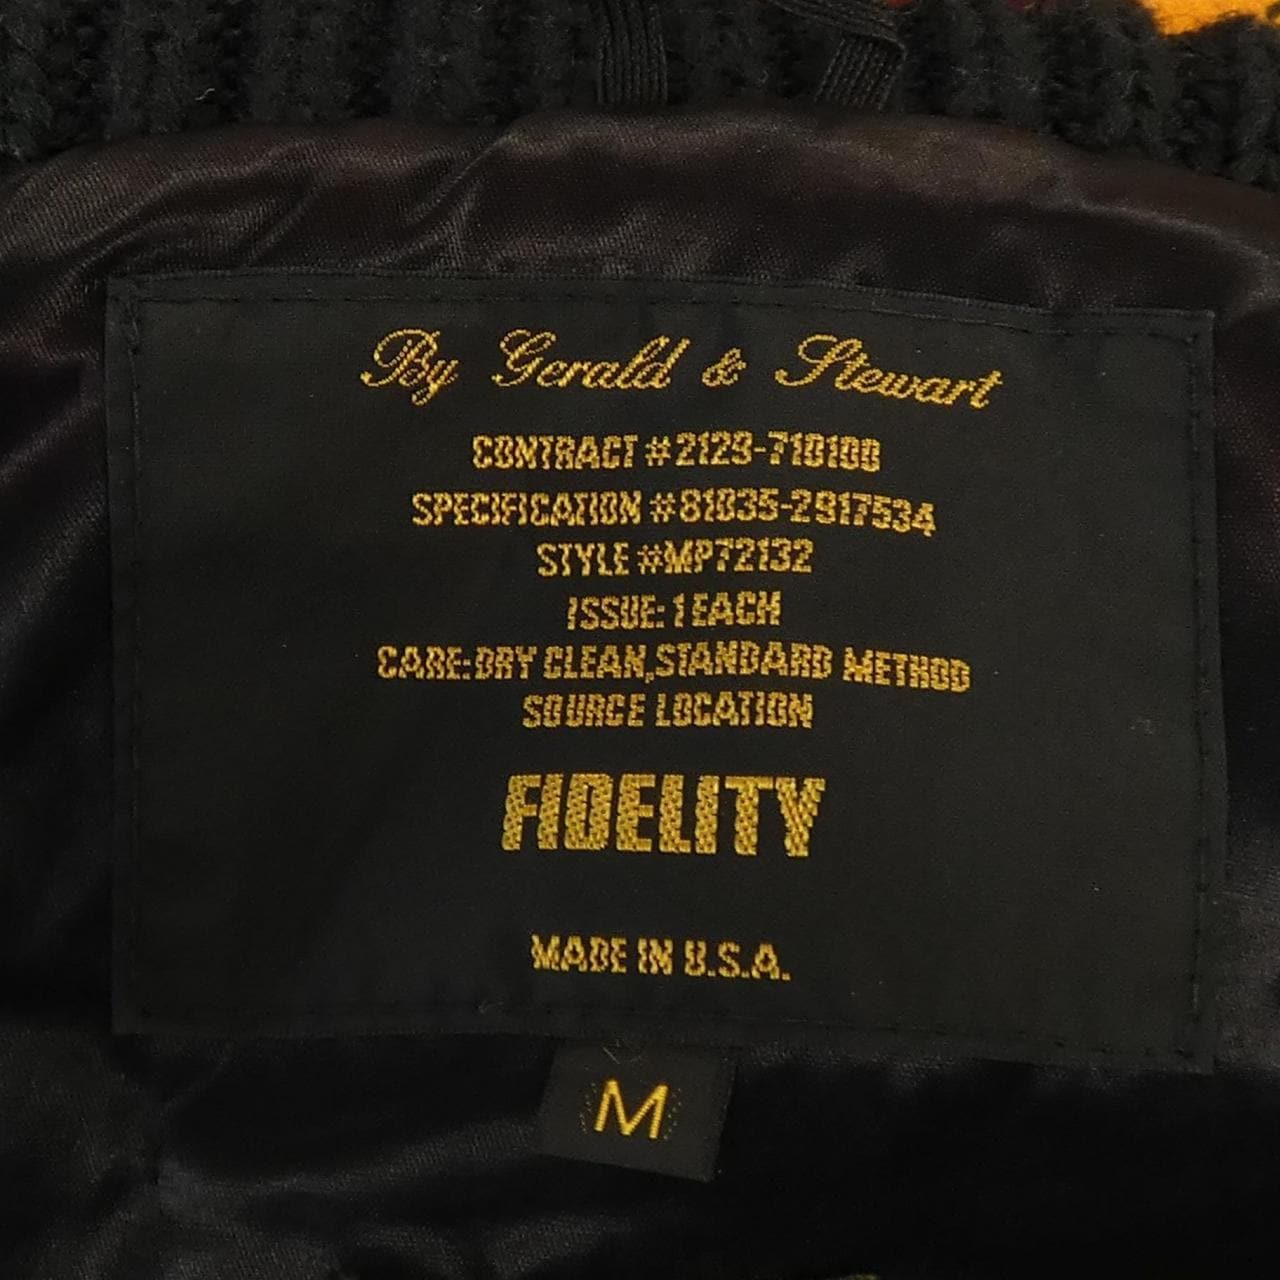 By Gerald & Stewart
CONTRACT #2129-710100
SPECIFICATION #81035-2917534
STYLE #MP72132
ISSUE: 1 EACH
CARE:DRY CLEAN,STANDARD METHOD
SOURCE LOCATION
FIDELITY
MADE IN U.S.A.
M